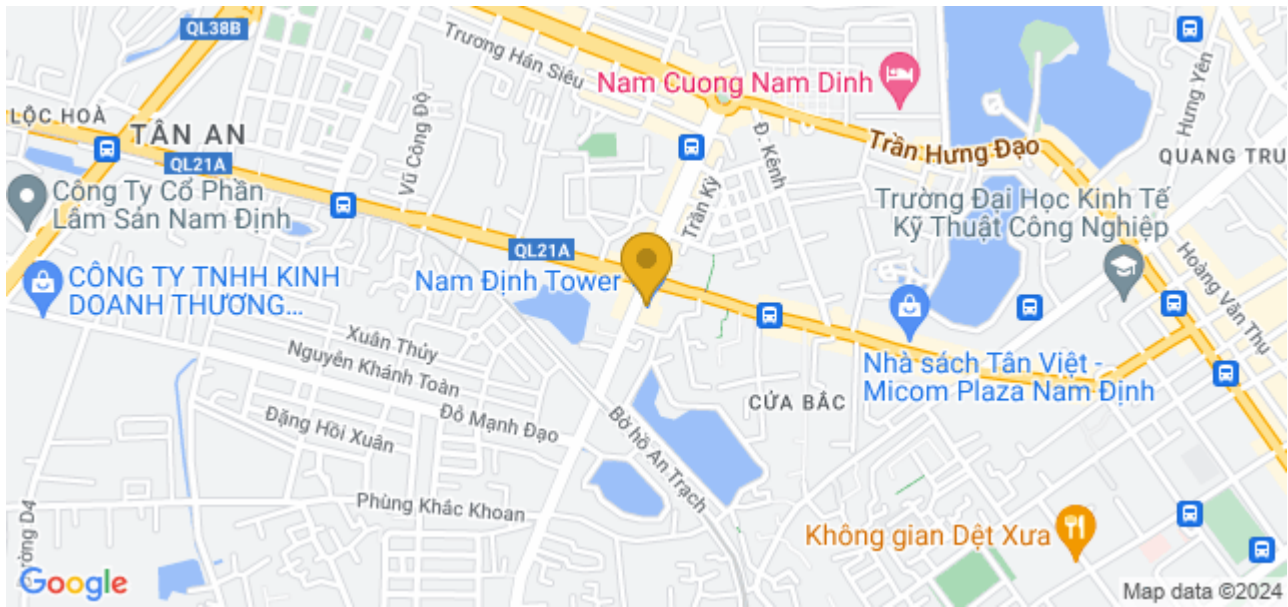 QL38B
Trương Hán Siêu
Nam Cuong Nam Dinh
Hưng Yên
LỘC HOÀ
TÂN AN
Vũ Công Độ
Đ. Kênh
Trần Hưng Đạo
QUANG TRU
QL21A
Công Ty Cổ Phần
Lâm Sản Nam Định
Trần Kỳ
Trường Đại Học Kinh Tế
Kỹ Thuật Công Nghiệp
QL21A
Hoàng Văn Thụ
CÔNG TY TNHH KINH
DOANH THƯƠNG...
Nam Định Tower
Xuân Thủy
Nguyễn Khánh Toàn
Nhà sách Tân Việt -
Micom Plaza Nam Định
CỬA BẮC
Đỗ Mạnh Đạo
Đặng Hồi Xuân
Bờ hồ An Trạch
Phùng Khắc Khoan
Không gian Dệt Xưa
ường D4
Google
Map data ©2024